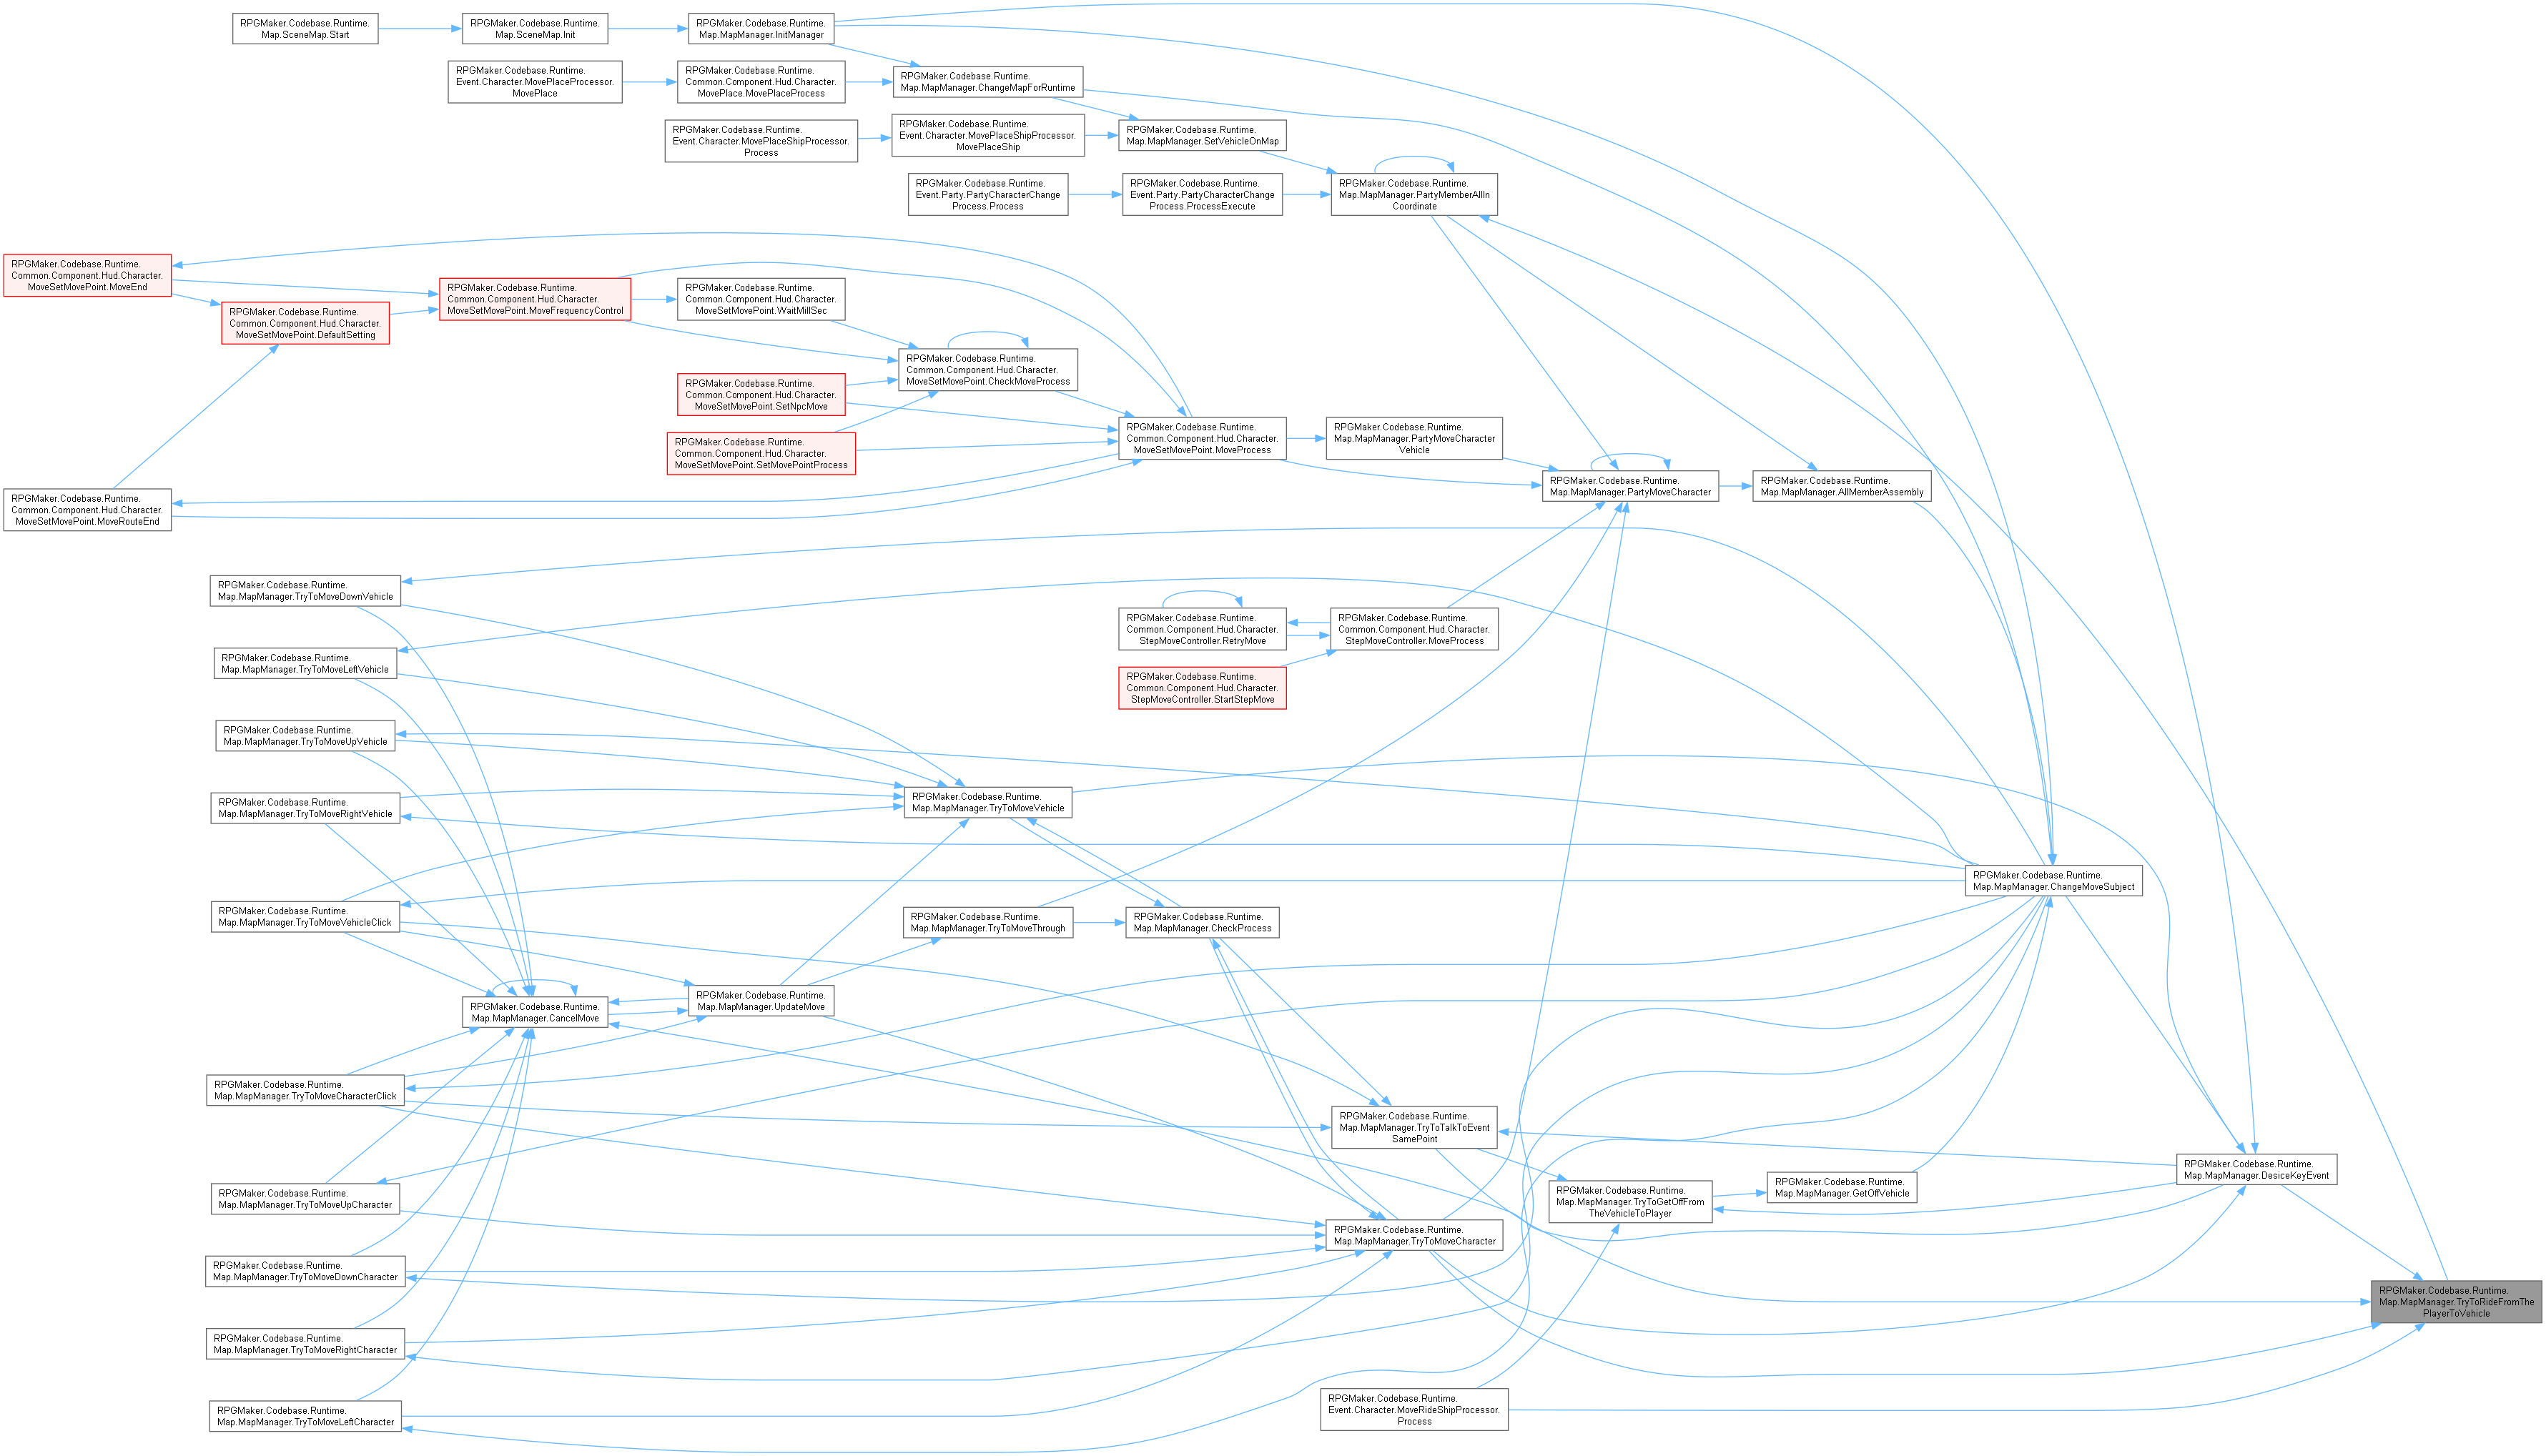 RPGMaker.Codebase.Runtime.
Map.SceneMap.Start
RPGMaker.Codebase.Runtime.
Map.SceneMap.Init
RPGMaker.Codebase.Runtime.
Map.MapManager.InitManager
RPGMaker.Codebase.Runtime.
Event.Character.MovePlaceProcessor.
MovePlace
RPGMaker.Codebase.Runtime.
Common.Component.Hud.Character.
MovePlace.MovePlaceProcess
RPGMaker.Codebase.Runtime.
Map.MapManager.ChangeMapForRuntime
RPGMaker.Codebase.Runtime.
Event.Character.MovePlaceShipProcessor.
Process
RPGMaker.Codebase.Runtime.
Event.Character.MovePlaceShipProcessor.
MovePlaceShip
RPGMaker.Codebase.Runtime.
Map.MapManager.SetVehicleOnMap
RPGMaker.Codebase.Runtime.
Event.Party.PartyCharacterChange
Process.Process
RPGMaker.Codebase.Runtime.
Event.Party.PartyCharacterChange
Process.ProcessExecute
RPGMaker.Codebase.Runtime.
Map.MapManager.PartyMemberAllIn
Coordinate
RPGMaker.Codebase.Runtime.
Common.Component.Hud.Character.
MoveSetMovePoint.MoveEnd
RPGMaker.Codebase.Runtime.
Common.Component.Hud.Character.
MoveSetMovePoint.DefaultSetting
RPGMaker.Codebase.Runtime.
Common.Component.Hud.Character.
MoveSetMovePoint.MoveFrequencyControl
RPGMaker.Codebase.Runtime.
Common.Component.Hud.Character.
MoveSetMovePoint.WaitMillSec
RPGMaker.Codebase.Runtime.
Common.Component.Hud.Character.
MoveSetMovePoint.CheckMoveProcess
RPGMaker.Codebase.Runtime.
Common.Component.Hud.Character.
MoveSetMovePoint.SetNpcMove
RPGMaker.Codebase.Runtime.
Common.Component.Hud.Character.
MoveSetMovePoint.SetMovePointProcess
RPGMaker.Codebase.Runtime.
Common.Component.Hud.Character.
MoveSetMovePoint.MoveProcess
RPGMaker.Codebase.Runtime.
Map.MapManager.PartyMoveCharacter
Vehicle
RPGMaker.Codebase.Runtime.
Map.MapManager.PartyMoveCharacter
RPGMaker.Codebase.Runtime.
Map.MapManager.AllMemberAssembly
RPGMaker.Codebase.Runtime.
Common.Component.Hud.Character.
MoveSetMovePoint.MoveRouteEnd
RPGMaker.Codebase.Runtime.
Map.MapManager.TryToMoveDownVehicle
RPGMaker.Codebase.Runtime.
Common.Component.Hud.Character.
StepMoveController.RetryMove
RPGMaker.Codebase.Runtime.
Common.Component.Hud.Character.
StepMoveController.MoveProcess
RPGMaker.Codebase.Runtime.
Map.MapManager.TryToMoveLeftVehicle
RPGMaker.Codebase.Runtime.
Common.Component.Hud.Character.
StepMoveController.StartStepMove
RPGMaker.Codebase.Runtime.
Map.MapManager.TryToMoveUpVehicle
RPGMaker.Codebase.Runtime.
Map.MapManager.TryToMoveRightVehicle
RPGMaker.Codebase.Runtime.
Map.MapManager.TryToMoveVehicle
RPGMaker.Codebase.Runtime.
Map.MapManager.ChangeMoveSubject
RPGMaker.Codebase.Runtime.
Map.MapManager.TryToMoveVehicleClick
RPGMaker.Codebase.Runtime.
Map.MapManager.TryToMoveThrough
RPGMaker.Codebase.Runtime.
Map.MapManager.CheckProcess
RPGMaker.Codebase.Runtime.
Map.MapManager.CancelMove
RPGMaker.Codebase.Runtime.
Map.MapManager.UpdateMove
RPGMaker.Codebase.Runtime.
Map.MapManager.TryToMoveCharacterClick
RPGMaker.Codebase.Runtime.
Map.MapManager.TryToTalkToEvent
SamePoint
RPGMaker.Codebase.Runtime.
Map.MapManager.DesiceKeyEvent
RPGMaker.Codebase.Runtime.
Map.MapManager.GetOffVehicle
RPGMaker.Codebase.Runtime.
Map.MapManager.TryToGetOffFrom
TheVehicleToPlayer
RPGMaker.Codebase.Runtime.
Map.MapManager.TryToMoveUpCharacter
RPGMaker.Codebase.Runtime.
Map.MapManager.TryToMoveCharacter
RPGMaker.Codebase.Runtime.
Map.MapManager.TryToMoveDownCharacter
RPGMaker.Codebase.Runtime.
Map.MapManager.TryToRideFromThe
PlayerToVehicle
RPGMaker.Codebase.Runtime.
Map.MapManager.TryToMoveRightCharacter
RPGMaker.Codebase.Runtime.
Event.Character.MoveRideShipProcessor.
Process
RPGMaker.Codebase.Runtime.
Map.MapManager.TryToMoveLeftCharacter